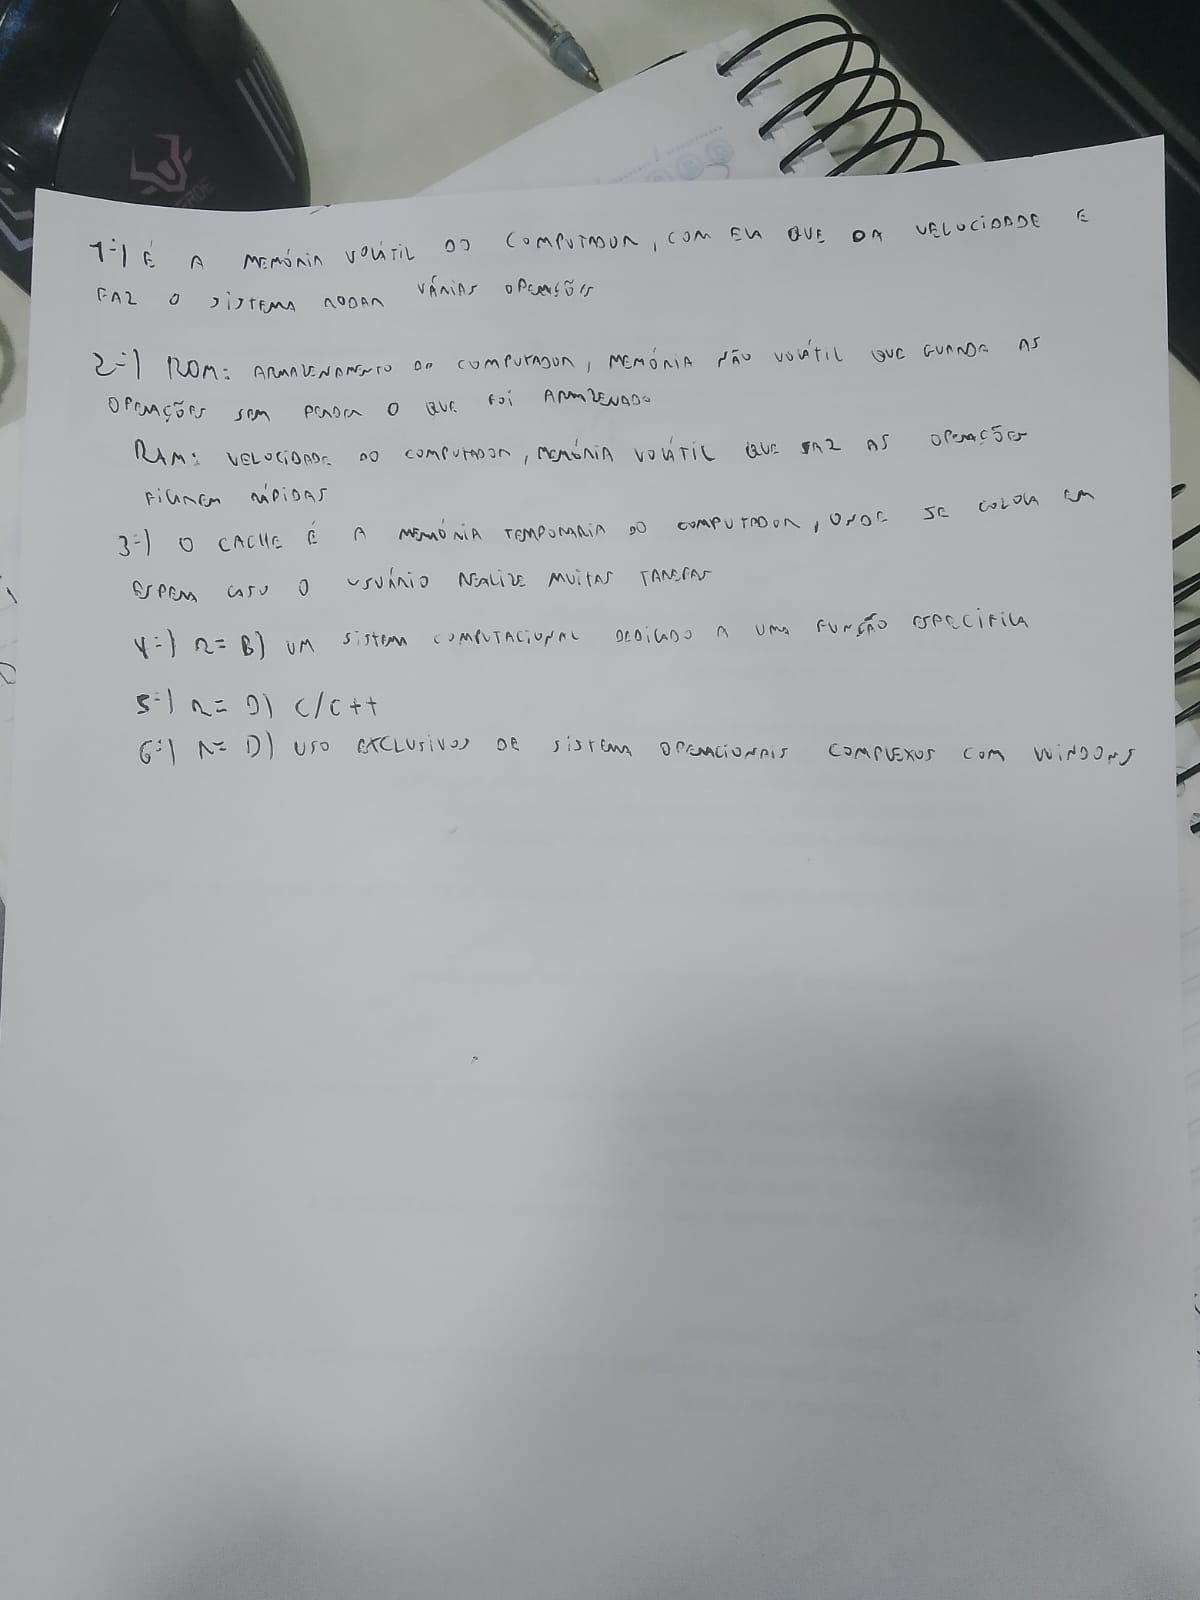 1-) É A MEMÓRIA VOLÁTIL DO COMPUTADOR, COM ELA QUE DA VELOCIDADE E
FAZ O SISTEMA RODAR VÁRIAS OPERAÇÕES
2-) ROM: ARMAZENAMENTO DO COMPUTADOR, MEMÓRIA NÃO VOLÁTIL QUE GUARDA AS
OPERAÇÕES SEM PERDER O QUE FOI ARMAZENADO
RAM: VELOCIDADE DO COMPUTADOR, MEMÓRIA VOLÁTIL QUE FAZ AS OPERAÇÕES
FICAREM RÁPIDAS
3-) O CACHE É A MEMÓRIA TEMPORARIA DO COMPUTADOR, ONDE SE COLOCA EM
ESPERA CASO O USUÁRIO REALIZE MUITAS TAREFAS
4-) R= B) UM SISTEMA COMPUTACIONAL DEDICADO A UMA FUNÇÃO ESPECIFICA
5-) R= D) C/C++
6-) R= D) USO EXCLUSIVOS DE SISTEMA OPERACIONAIS COMPLEXOS COM WINDOWS